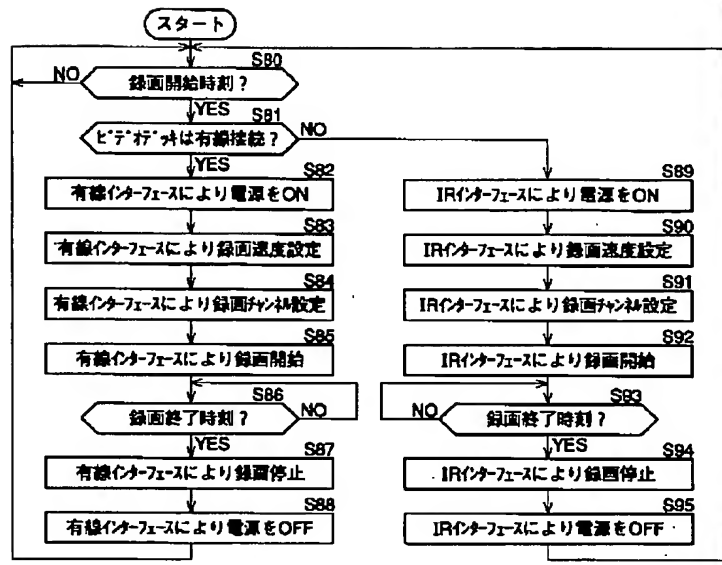 スタート
S80
録画開始時刻?
NO
YES
S81
ビデオデッキは有線接続?
NO
YES
S82
有線インターフェースにより電源をON
S83
有線インターフェースにより録画速度設定
S84
有線インターフェースにより録画チャンネル設定
S85
有線インターフェースにより録画開始
S86
録画終了時刻?
NO
YES
S87
有線インターフェースにより録画停止
S88
有線インターフェースにより電源をOFF
S89
IRインターフェースにより電源をON
S90
IRインターフェースにより録画速度設定
S91
IRインターフェースにより録画チャンネル設定
S92
IRインターフェースにより録画開始
S93
NO
録画終了時刻?
YES
S94
IRインターフェースにより録画停止
S95
IRインターフェースにより電源をOFF